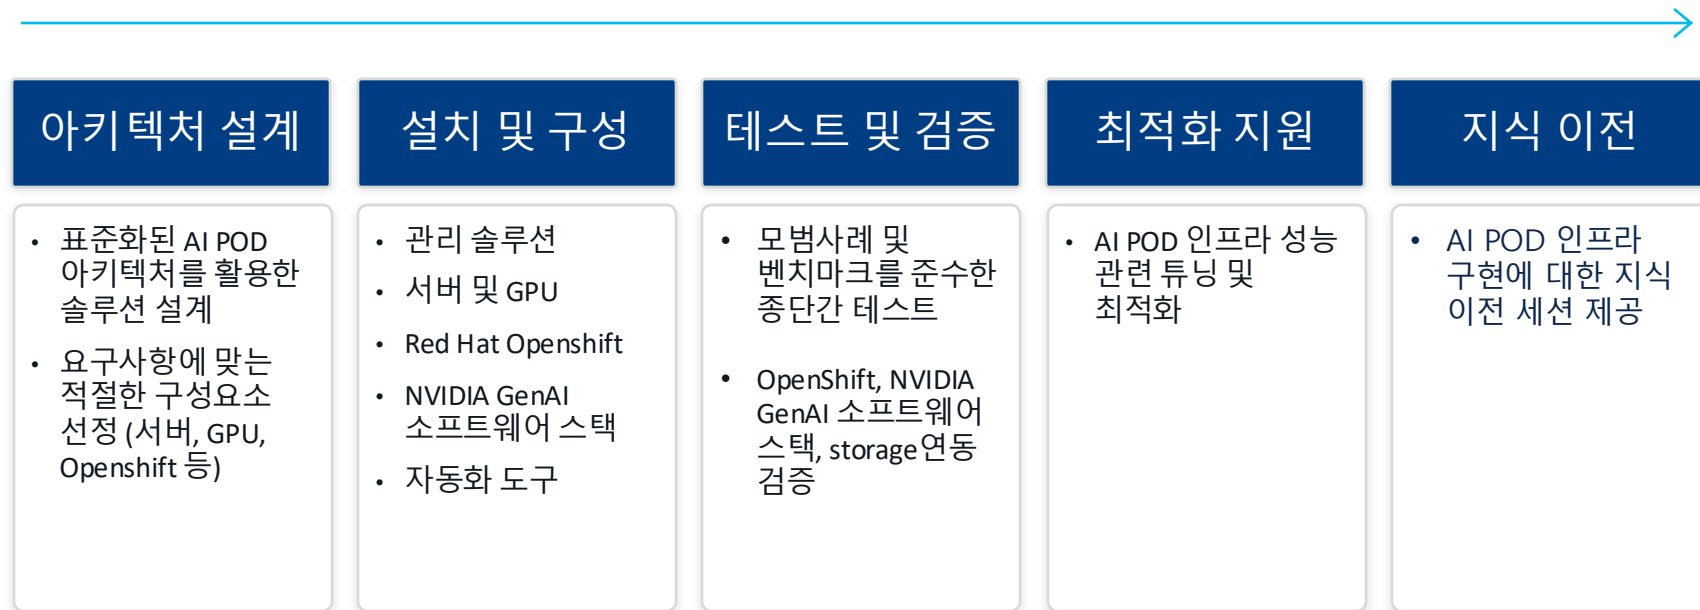 아키텍처 설계
• 표준화된 AI POD
아키텍처를 활용한
솔루션 설계
• 요구사항에 맞는
적절한 구성요소
선정 (서버, GPU,
Openshift 등)
설치 및 구성
• 관리 솔루션
• 서버 및 GPU
• Red Hat Openshift
• NVIDIA GenAI
소프트웨어 스택
• 자동화 도구
테스트 및 검증
• 모범사례 및
벤치마크를 준수한
종단간 테스트
• OpenShift, NVIDIA
GenAI 소프트웨어
스택, storage연동
검증
최적화 지원
• AI POD 인프라 성능
관련 튜닝 및
최적화
지식 이전
• AI POD 인프라
구현에 대한 지식
이전 세션 제공